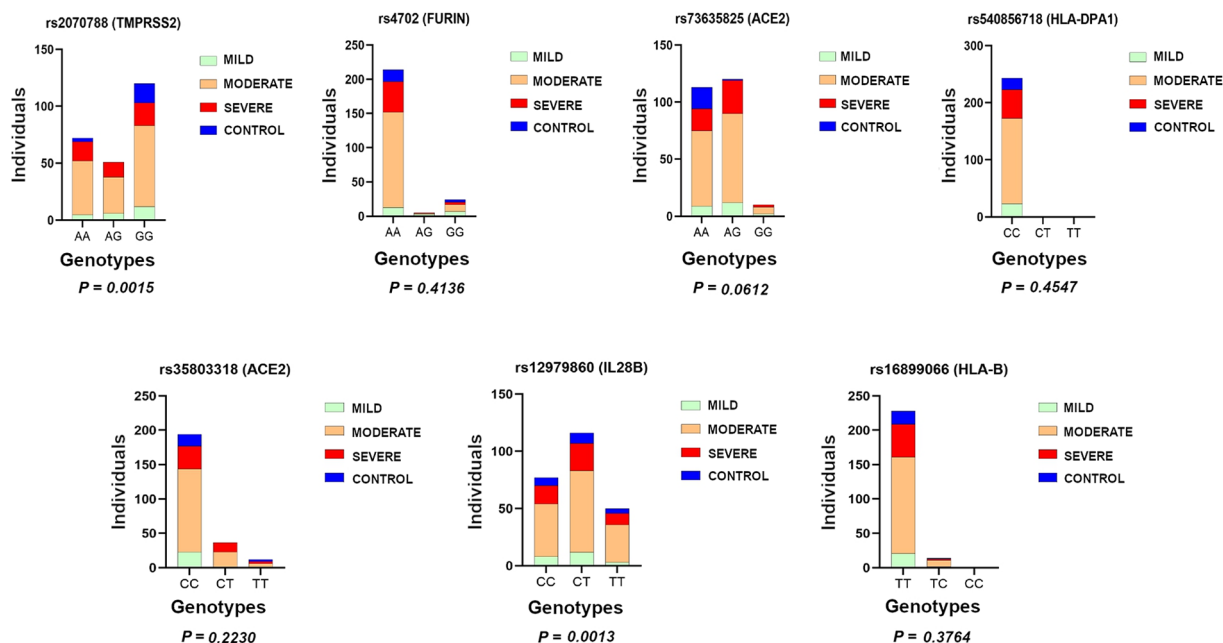 rs2070788 (TMPRSS2)
150
100
50
0
Individuals
AA AG GG
Genotypes
P = 0.0015
MILD
MODERATE
SEVERE
CONTROL
rs4702 (FURIN)
250
200
150
100
50
0
Individuals
AA AG GG
Genotypes
P = 0.4136
MILD
MODERATE
SEVERE
CONTROL
rs73635825 (ACE2)
150
100
50
0
Individuals
AA AG GG
Genotypes
P = 0.0612
MILD
MODERATE
SEVERE
CONTROL
rs540856718 (HLA-DPA1)
300
200
100
0
Individuals
CC CT TT
Genotypes
P = 0.4547
MILD
MODERATE
SEVERE
CONTROL
rs35803318 (ACE2)
250
200
150
100
50
0
Individuals
CC CT TT
Genotypes
P = 0.2230
MILD
MODERATE
SEVERE
CONTROL
rs12979860 (IL28B)
150
100
50
0
Individuals
CC CT TT
Genotypes
P = 0.0013
MILD
MODERATE
SEVERE
CONTROL
rs16899066 (HLA-B)
250
200
150
100
50
0
Individuals
TT TC CC
Genotypes
P = 0.3764
MILD
MODERATE
SEVERE
CONTROL